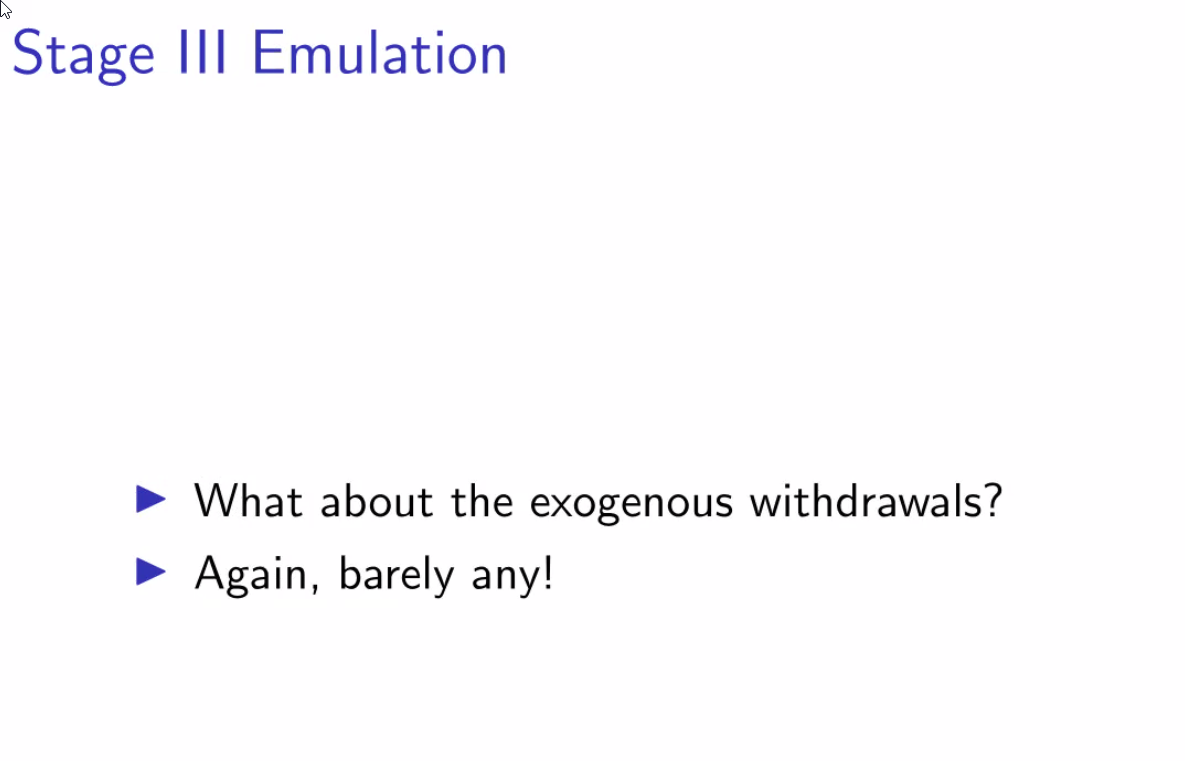 Stage III Emulation
What about the exogenous withdrawals?
Again, barely any!